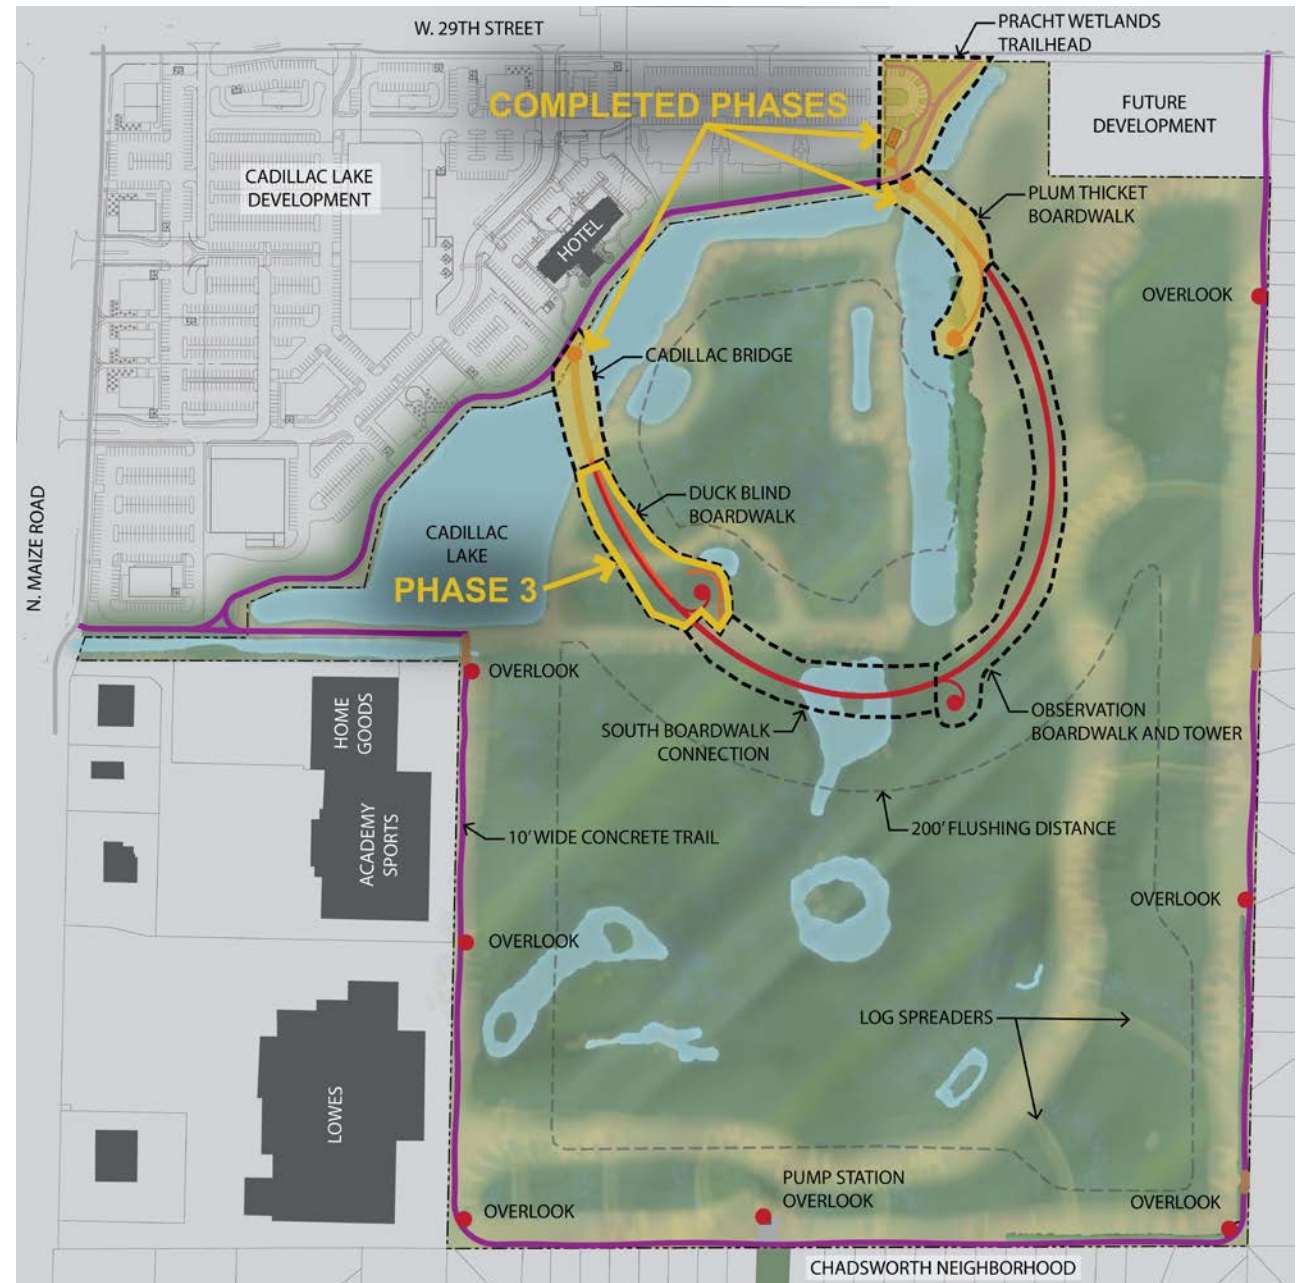 W. 29TH STREET
PRACHT WETLANDS
TRAILHEAD
COMPLETED PHASES
FUTURE
DEVELOPMENT
CADILLAC LAKE
DEVELOPMENT
PLUM THICKET
BOARDWALK
HOTEL
OVERLOOK
CADILLAC BRIDGE
DUCK BLIND
BOARDWALK
N. MAIZE ROAD
CADILLAC
LAKE
PHASE 3
OVERLOOK
HOME
GOODS
SOUTH BOARDWALK
CONNECTION
OBSERVATION
BOARDWALK AND TOWER
ACADEMY
SPORTS
10' WIDE CONCRETE TRAIL
200' FLUSHING DISTANCE
OVERLOOK
OVERLOOK
LOG SPREADERS
LOWES
PUMP STATION
OVERLOOK
OVERLOOK
OVERLOOK
CHADSWORTH NEIGHBORHOOD